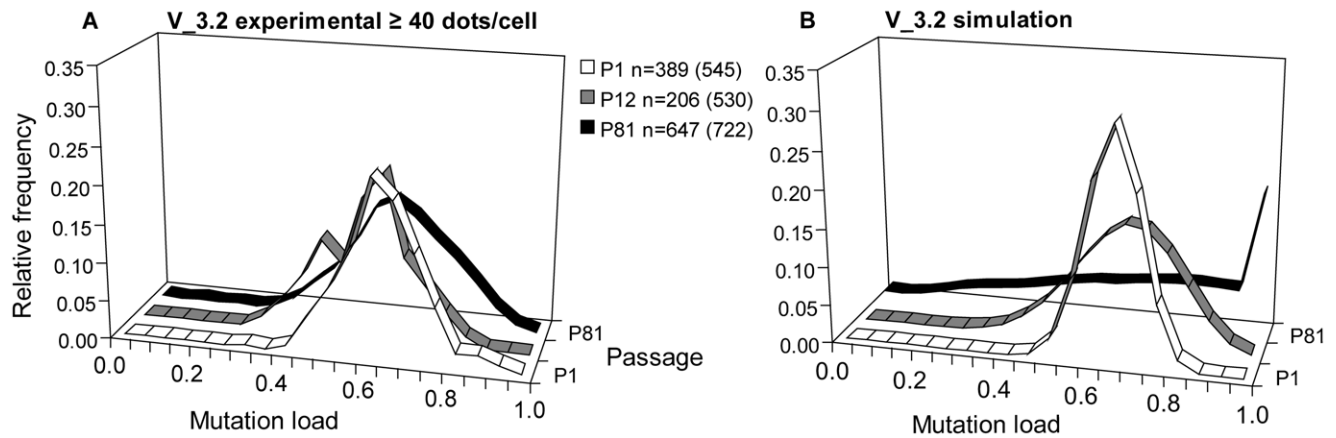 A V_3.2 experimental ≥ 40 dots/cell
0.35
0.30
0.25
0.20
0.15
0.10
0.05
0.00
Relative frequency
0.0
0.2
0.4
0.6
0.8
1.0
Mutation load
P81
P1
Passage
P1 n=389 (545)
P12 n=206 (530)
P81 n=647 (722)
B V_3.2 simulation
0.35
0.30
0.25
0.20
0.15
0.10
0.05
0.00
0.0
0.2
0.4
0.6
0.8
1.0
Mutation load
P81
P1